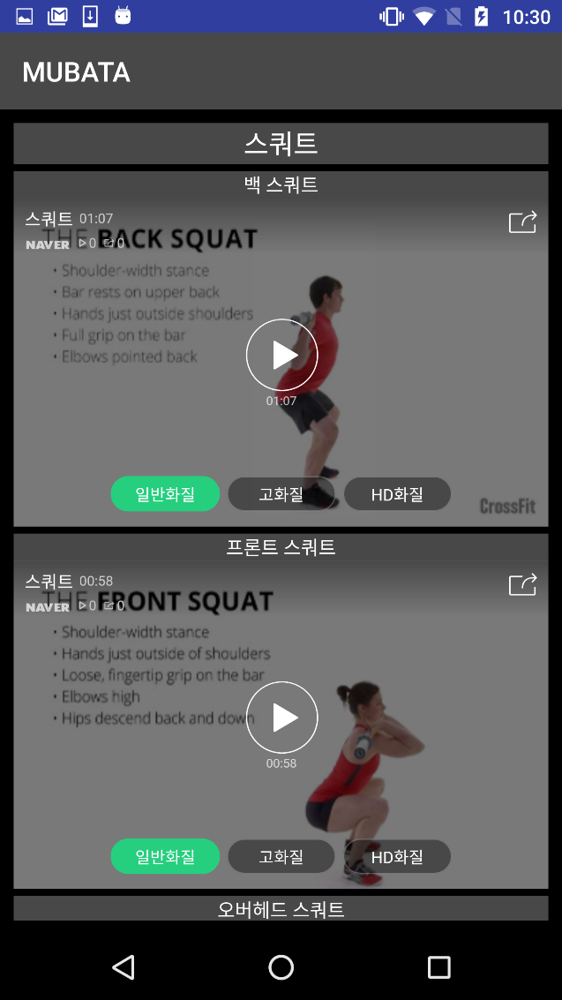 10:30
MUBATA
스쿼트
백 스쿼트
스쿼트 01:07
THE BACK SQUAT
NAVER 0 0
• Shoulder-width stance
• Bar rests on upper back
• Hands just outside shoulders
• Full grip on the bar
• Elbows pointed back
01:07
일반화질 고화질 HD화질
CrossFit
프론트 스쿼트
스쿼트 00:58
THE FRONT SQUAT
NAVER 0 0
• Shoulder-width stance
• Hands just outside of shoulders
• Loose, fingertip grip on the bar
• Elbows high
• Hips descend back and down
00:58
일반화질 고화질 HD화질
오버헤드 스쿼트